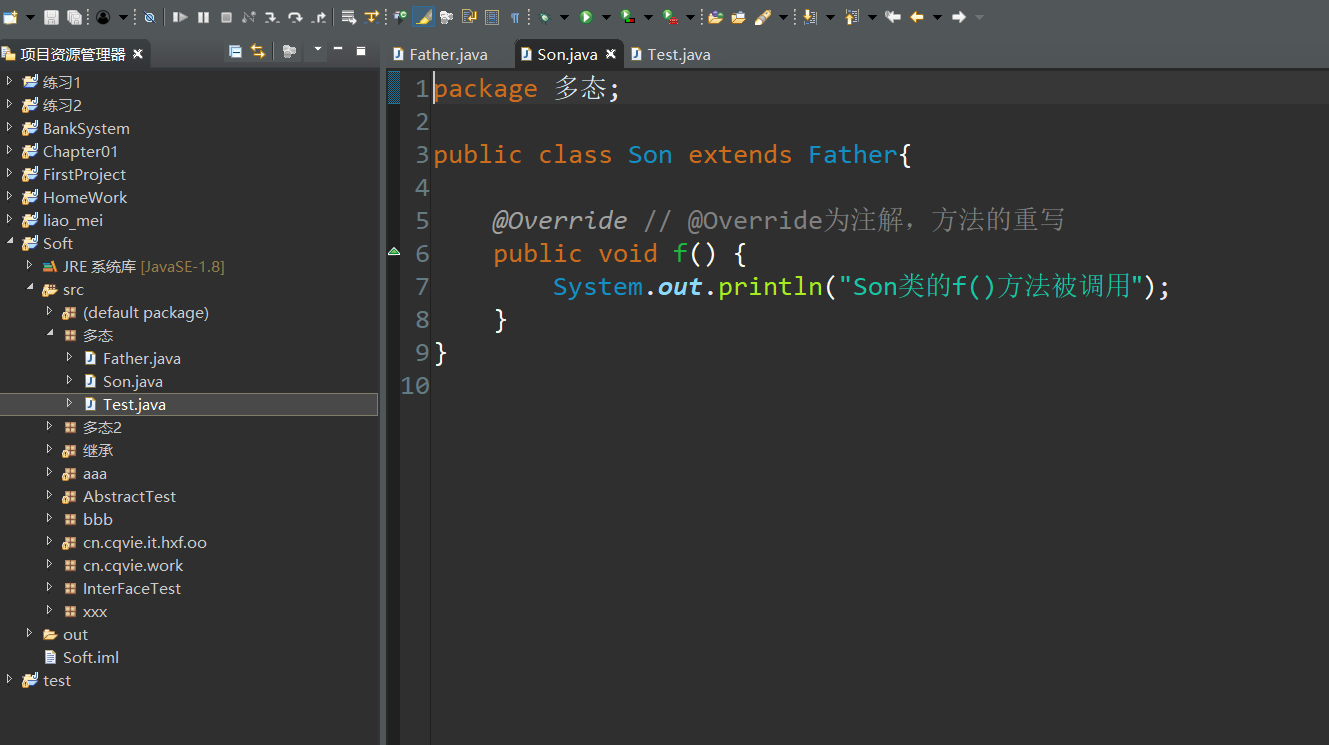 项目资源管理器
练习1
练习2
BankSystem
Chapter01
FirstProject
HomeWork
liao_mei
Soft
JRE 系统库 [JavaSE-1.8]
src
(default package)
多态
Father.java
Son.java
Test.java
多态2
继承
aaa
AbstractTest
bbb
cn.cqvie.it.hxf.oo
cn.cqvie.work
InterFaceTest
xxx
out
Soft.iml
test
Father.java Son.java Test.java
1 package 多态;
2
3 public class Son extends Father{
4
5 @Override // @Override为注解，方法的重写
6 public void f() {
7 System.out.println("Son类的f()方法被调用");
8 }
9 }
10